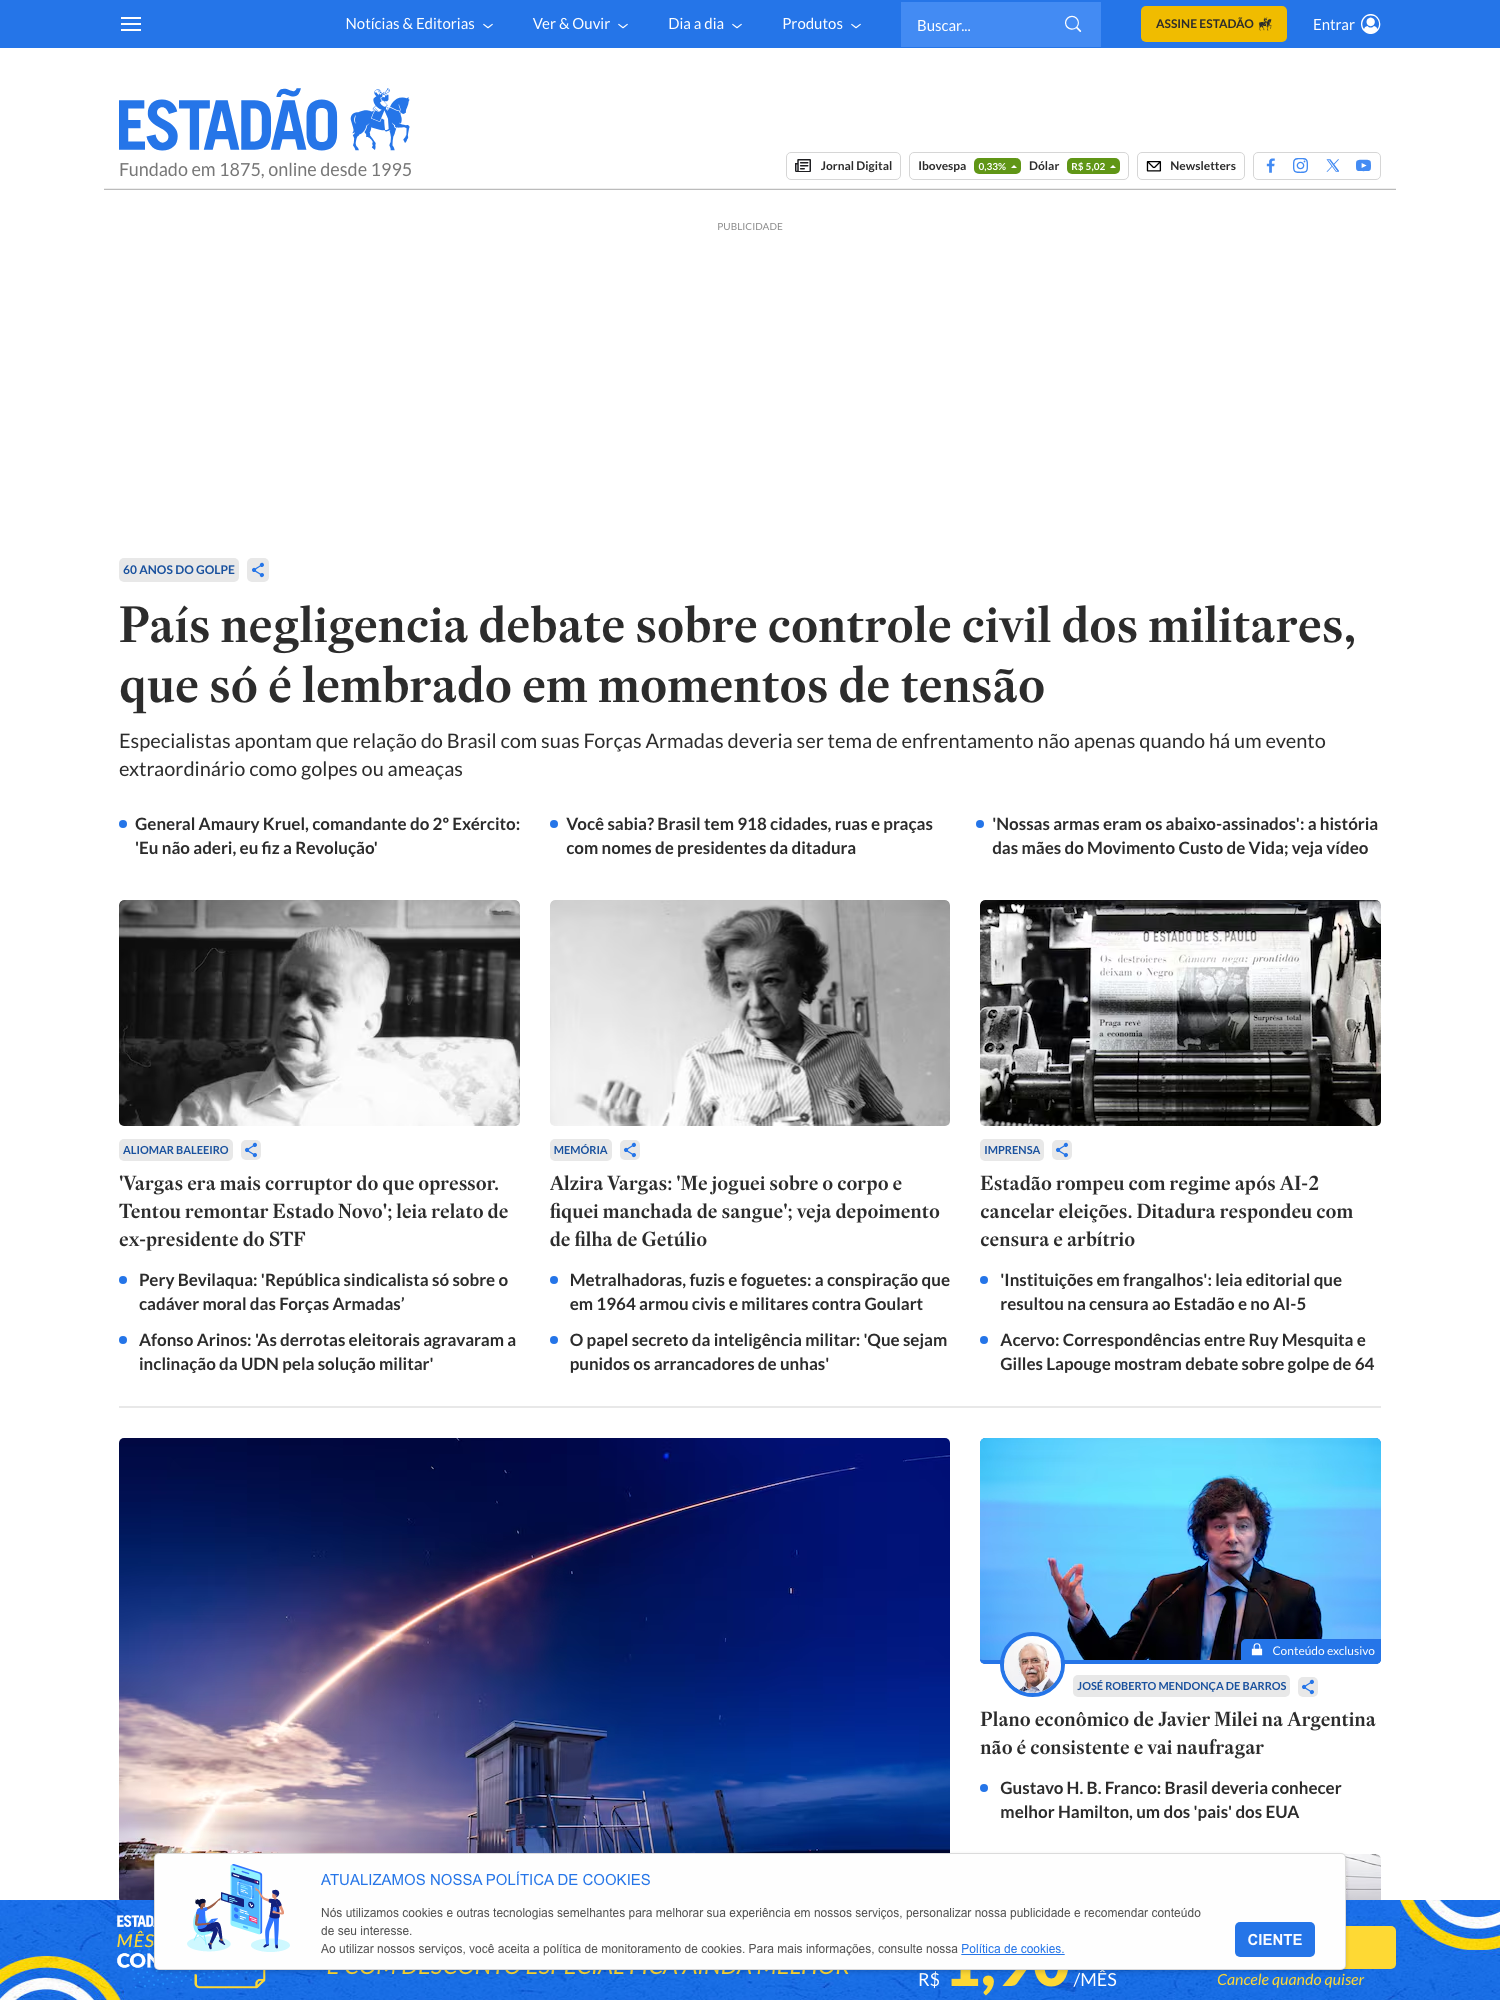 Notícias & Editorias
Ver & Ouvir
Dia a dia
Produtos
Buscar...
ASSINE ESTADÃO
Entrar
ESTADÃO
Fundado em 1875, online desde 1995
Jornal Digital
Ibovespa 0,33% Dólar R$ 5,02
Newsletters
PUBLICIDADE
60 ANOS DO GOLPE
País negligencia debate sobre controle civil dos militares,
que só é lembrado em momentos de tensão
Especialistas apontam que relação do Brasil com suas Forças Armadas deveria ser tema de enfrentamento não apenas quando há um evento
extraordinário como golpes ou ameaças
General Amaury Kruel, comandante do 2º Exército:
'Eu não aderi, eu fiz a Revolução'
Você sabia? Brasil tem 918 cidades, ruas e praças
com nomes de presidentes da ditadura
'Nossas armas eram os abaixo-assinados': a história
das mães do Movimento Custo de Vida; veja vídeo
O ESTADO DE S. PAULO
Os destroieres
deixam o Negro
Câmara nega: prontidão
Praga revê
a economia
Surprêsa total
ALIOMAR BALEEIRO
'Vargas era mais corruptor do que opressor.
Tentou remontar Estado Novo'; leia relato de
ex-presidente do STF
Pery Bevilaqua: 'República sindicalista só sobre o
cadáver moral das Forças Armadas’
Afonso Arinos: 'As derrotas eleitorais agravaram a
inclinação da UDN pela solução militar'
MEMÓRIA
Alzira Vargas: 'Me joguei sobre o corpo e
fiquei manchada de sangue'; veja depoimento
de filha de Getúlio
Metralhadoras, fuzis e foguetes: a conspiração que
em 1964 armou civis e militares contra Goulart
O papel secreto da inteligência militar: 'Que sejam
punidos os arrancadores de unhas'
IMPRENSA
Estadão rompeu com regime após AI-2
cancelar eleições. Ditadura respondeu com
censura e arbítrio
'Instituições em frangalhos': leia editorial que
resultou na censura ao Estadão e no AI-5
Acervo: Correspondências entre Ruy Mesquita e
Gilles Lapouge mostram debate sobre golpe de 64
Conteúdo exclusivo
JOSÉ ROBERTO MENDONÇA DE BARROS
Plano econômico de Javier Milei na Argentina
não é consistente e vai naufragar
Gustavo H. B. Franco: Brasil deveria conhecer
melhor Hamilton, um dos 'pais' dos EUA
ATUALIZAMOS NOSSA POLÍTICA DE COOKIES
Nós utilizamos cookies e outras tecnologias semelhantes para melhorar sua experiência em nossos serviços, personalizar nossa publicidade e recomendar conteúdo
de seu interesse.
Ao utilizar nossos serviços, você aceita a política de monitoramento de cookies. Para mais informações, consulte nossa Política de cookies.
CIENTE
MÊS
E COM DESCONTO ESPECIAL FICA AINDA MELHOR
R$ 1,90 /MÊS
Cancele quando quiser